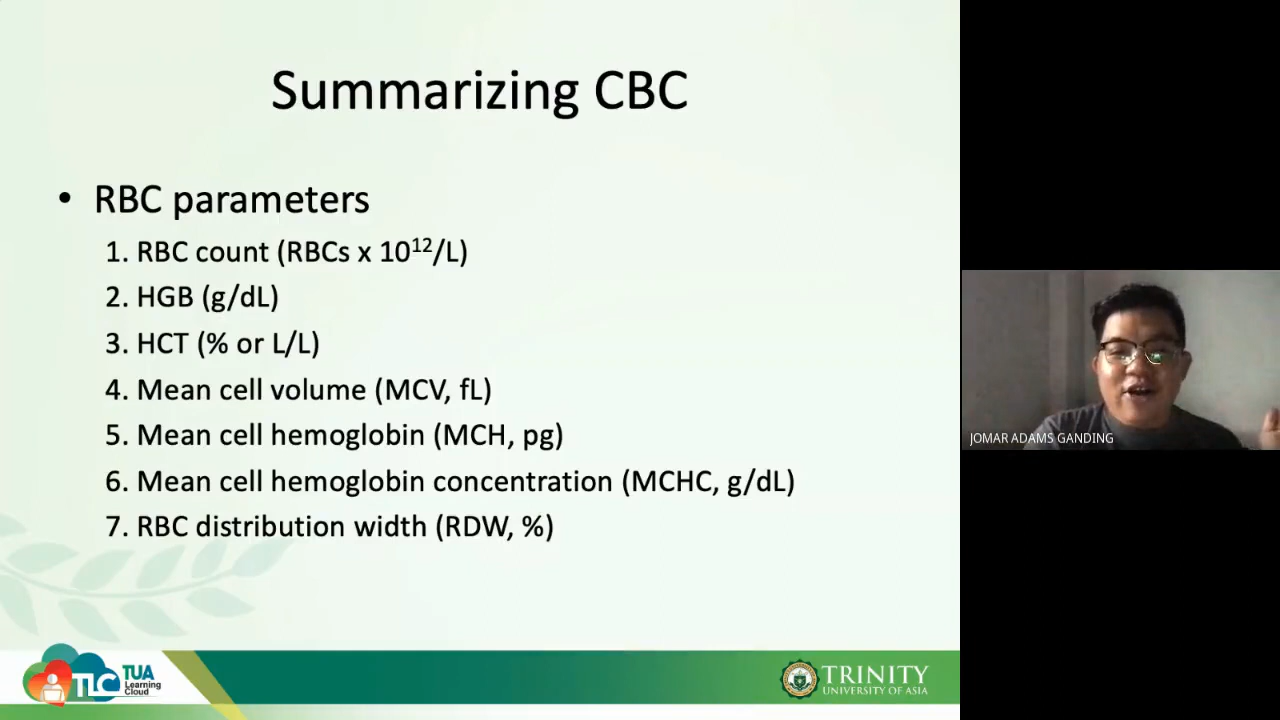 Summarizing CBC
• RBC parameters
1. RBC count (RBCs x 10¹²/L)
2. HGB (g/dL)
3. HCT (% or L/L)
4. Mean cell volume (MCV, fL)
5. Mean cell hemoglobin (MCH, pg)
6. Mean cell hemoglobin concentration (MCHC, g/dL)
7. RBC distribution width (RDW, %)
JOMAR ADAMS GANDING
TLC TUA
Learning
Cloud
TRINITY
UNIVERSITY OF ASIA